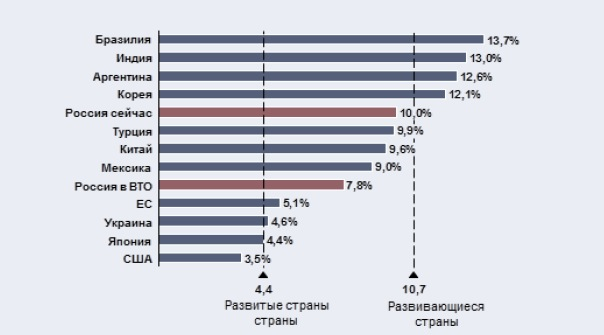 Бразилия 13,7%
Индия 13,0%
Аргентина 12,6%
Корея 12,1%
Россия сейчас 10,0%
Турция 9,9%
Китай 9,6%
Мексика 9,0%
Россия в ВТО 7,8%
ЕС 5,1%
Украина 4,6%
Япония 4,4%
США 3,5%
4,4 10,7
Развитые страны Развивающиеся
страны страны